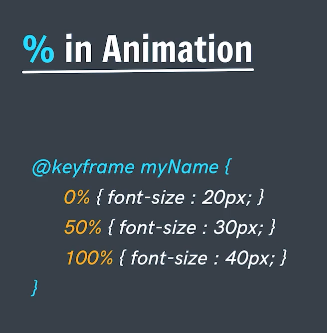 % in Animation
@keyframe myName {
0% { font-size : 20px; }
50% { font-size : 30px; }
100% { font-size : 40px; }
}